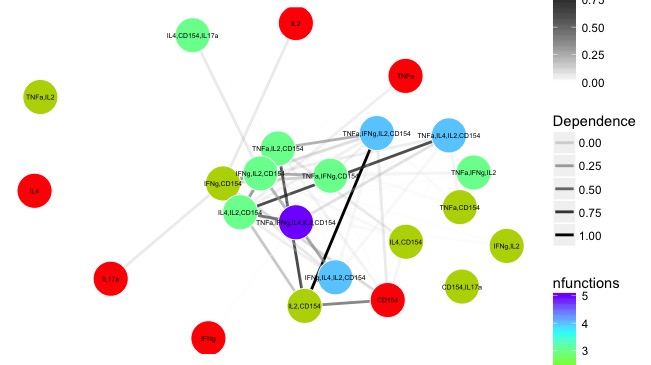 IL2
IL4,CD154,IL17a
TNFa
TNFa,IL2
TNFa,IFNg,IL2,CD154
TNFa,IL4,IL2,CD154
TNFa,IL2,CD154
IFNg,IL2,CD154
TNFa,IFNg,CD154
TNFa,IFNg,IL2
IFNg,CD154
IL4
TNFa,CD154
IL4,IL2,CD154
TNFa,IFNg,IL4,IL2,CD154
IL4,CD154
IFNg,IL2
IL17a
IFNg,IL4,IL2,CD154
CD154,IL17a
CD154
IL2,CD154
IFNg
0.75
0.50
0.25
0.00
Dependence
0.00
0.25
0.50
0.75
1.00
nfunctions
5
4
3